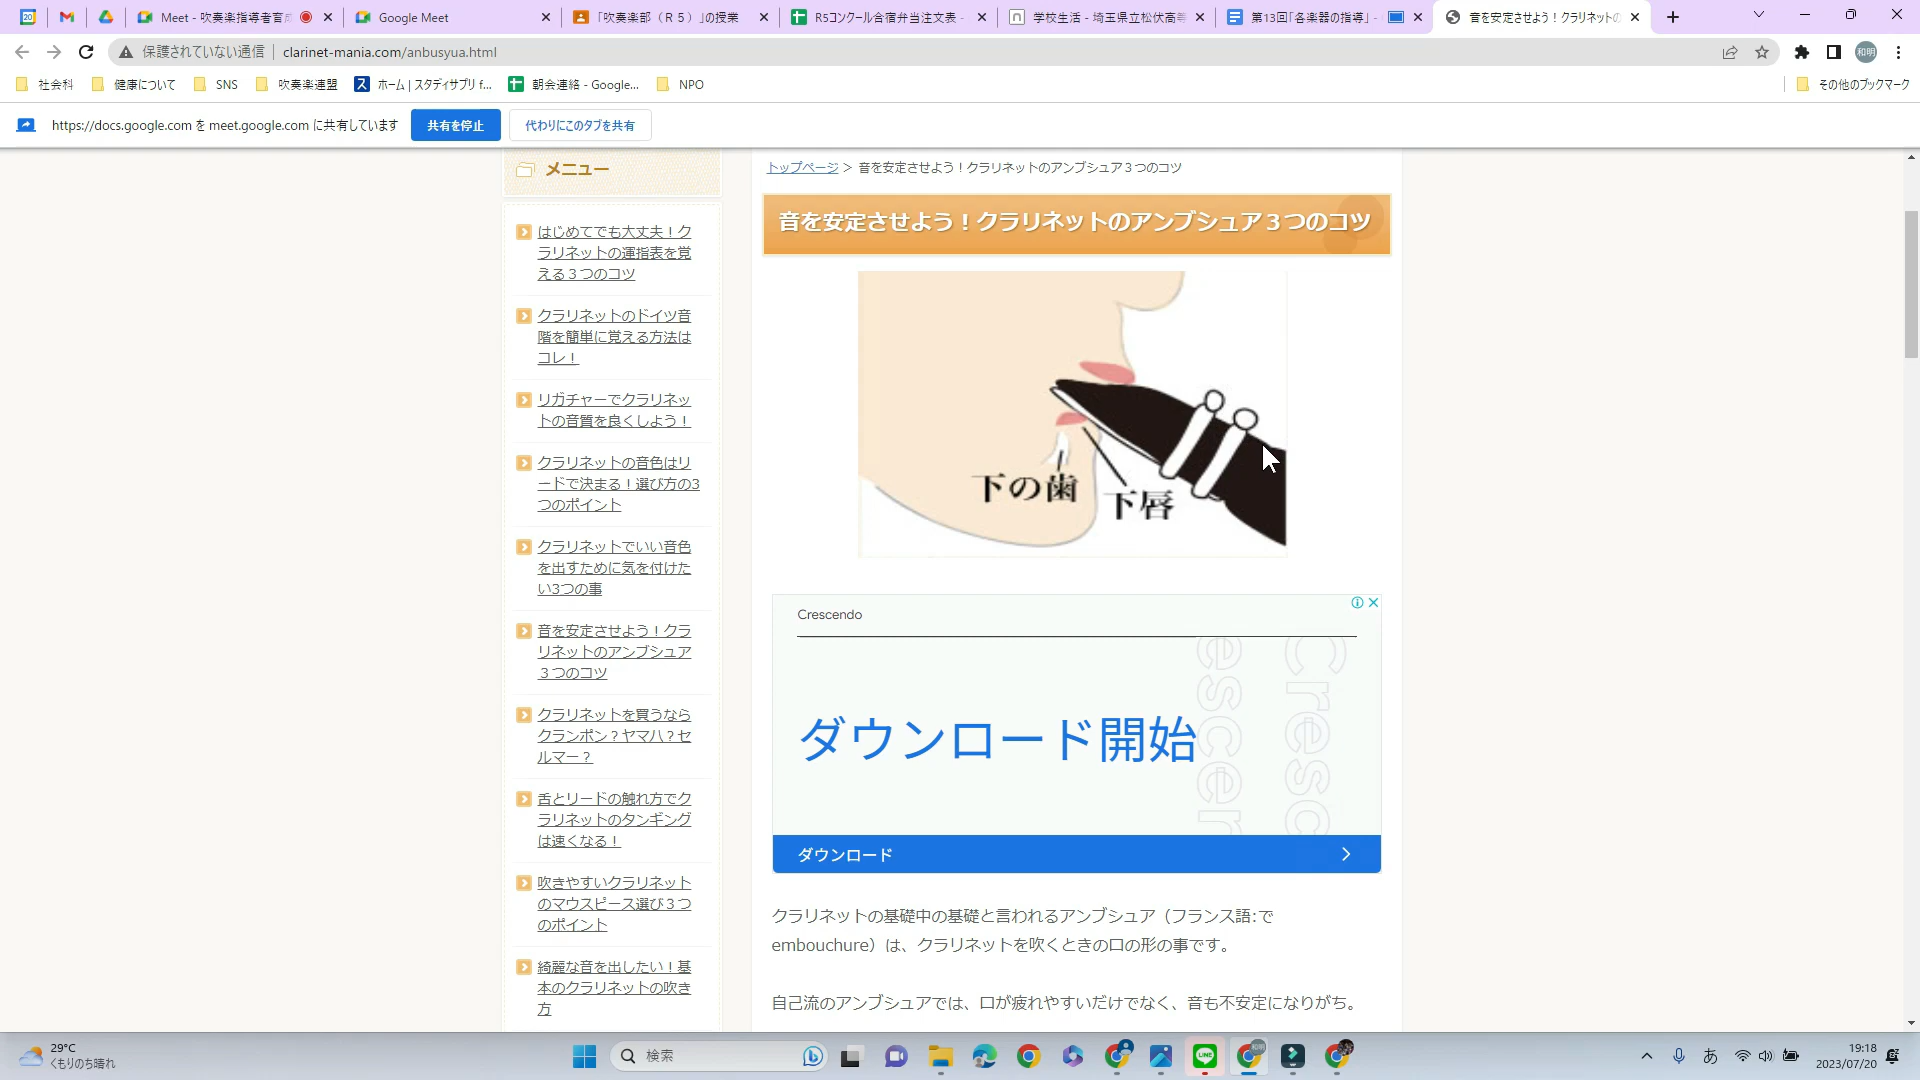 20
Meet - 吹奏楽指導者育成
Google Meet
「吹奏楽部（R５）」の授業
R5コンクール合宿弁当注文表 -
学校生活 - 埼玉県立松伏高等
第13回「各楽器の指導」 -
音を安定させよう！クラリネットの
保護されていない通信
clarinet-mania.com/anbusyua.html
和明
社会科
健康について
SNS
吹奏楽連盟
ホーム | スタディサプリ f...
朝会連絡 - Google...
NPO
その他のブックマーク
https://docs.google.com を meet.google.com に共有しています
共有を停止
代わりにこのタブを共有
メニュー
はじめてでも大丈夫！ク
ラリネットの運指表を覚
える３つのコツ
クラリネットのドイツ音
階を簡単に覚える方法は
コレ！
リガチャーでクラリネッ
トの音質を良くしよう！
クラリネットの音色はリ
ードで決まる！選び方の3
つのポイント
クラリネットでいい音色
を出すために気を付けた
い3つの事
音を安定させよう！クラ
リネットのアンブシュア
３つのコツ
クラリネットを買うなら
クランポン？ヤマハ？セ
ルマー？
舌とリードの触れ方でク
ラリネットのタンギング
は速くなる！
吹きやすいクラリネット
のマウスピース選び３つ
のポイント
綺麗な音を出したい！基
本のクラリネットの吹き
方
トップページ ＞ 音を安定させよう！クラリネットのアンブシュア３つのコツ
音を安定させよう！クラリネットのアンブシュア３つのコツ
下の歯
下唇
Crescendo
ダウンロード開始
ダウンロード
クラリネットの基礎中の基礎と言われるアンブシュア（フランス語:で
embouchure）は、クラリネットを吹くときの口の形の事です。
自己流のアンブシュアでは、口が疲れやすいだけでなく、音も不安定になりがち。
29°C
くもりのち晴れ
検索
LINE
和明
あ
19:18
2023/07/20